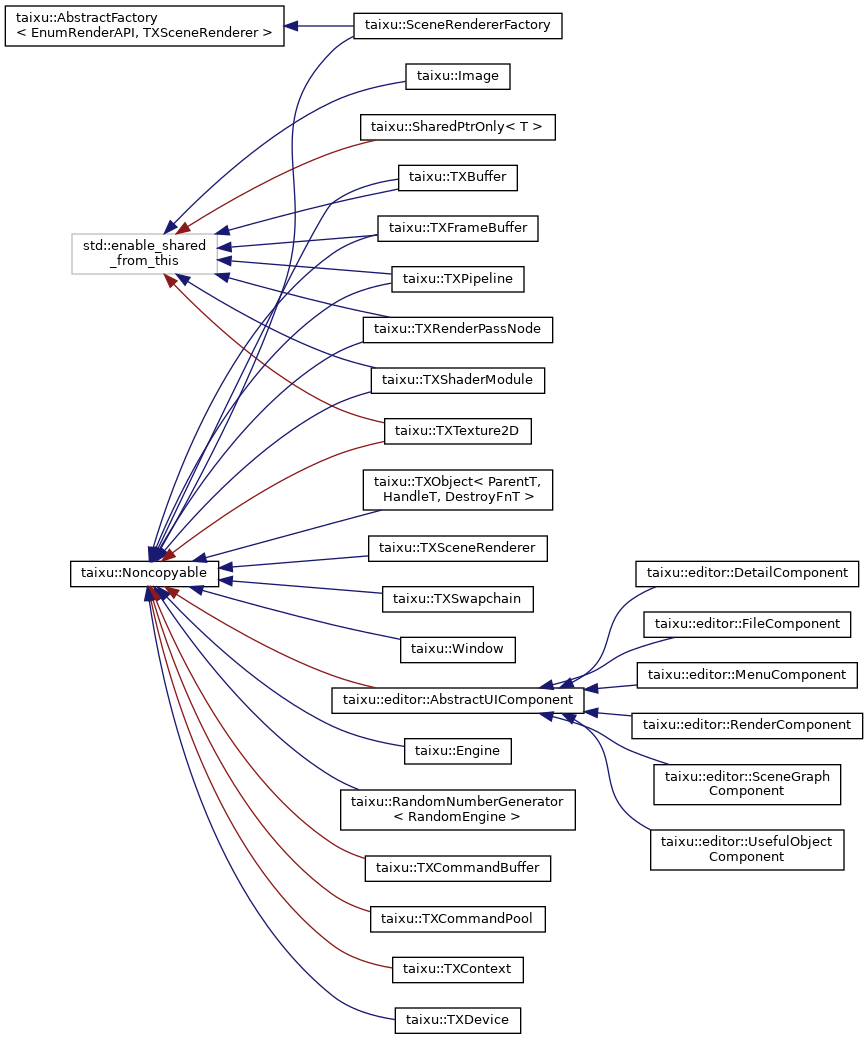 taixu::AbstractFactory
< EnumRenderAPI, TXSceneRenderer >
taixu::SceneRendererFactory
taixu::Image
taixu::SharedPtrOnly< T >
taixu::TXBuffer
taixu::TXFrameBuffer
std::enable_shared
_from_this
taixu::TXPipeline
taixu::TXRenderPassNode
taixu::TXShaderModule
taixu::TXTexture2D
taixu::TXObject< ParentT,
HandleT, DestroyFnT >
taixu::TXSceneRenderer
taixu::Noncopyable
taixu::TXSwapchain
taixu::Window
taixu::editor::AbstractUIComponent
taixu::editor::DetailComponent
taixu::editor::FileComponent
taixu::editor::MenuComponent
taixu::editor::RenderComponent
taixu::editor::SceneGraph
Component
taixu::editor::UsefulObject
Component
taixu::Engine
taixu::RandomNumberGenerator
< RandomEngine >
taixu::TXCommandBuffer
taixu::TXCommandPool
taixu::TXContext
taixu::TXDevice